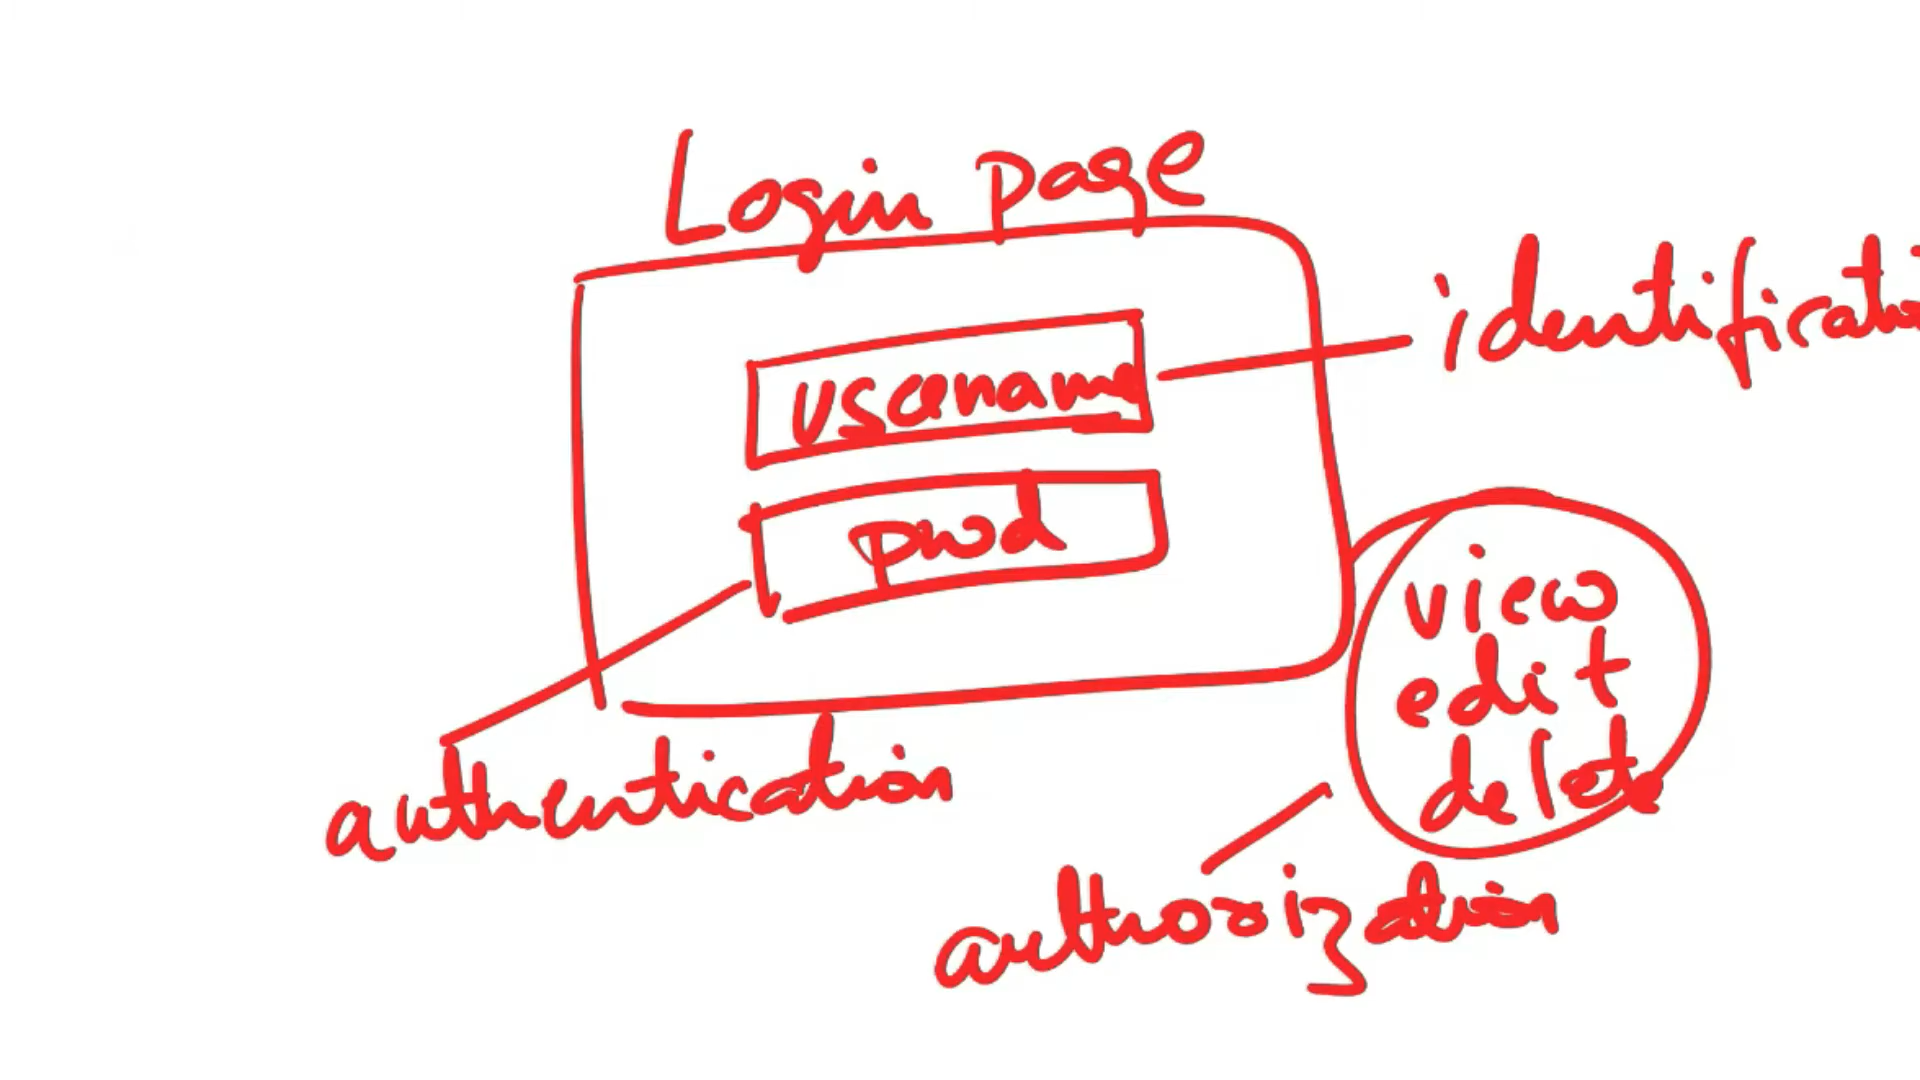 Login page
identificati
username
pwd
view
edit
delete
authentication
authorization